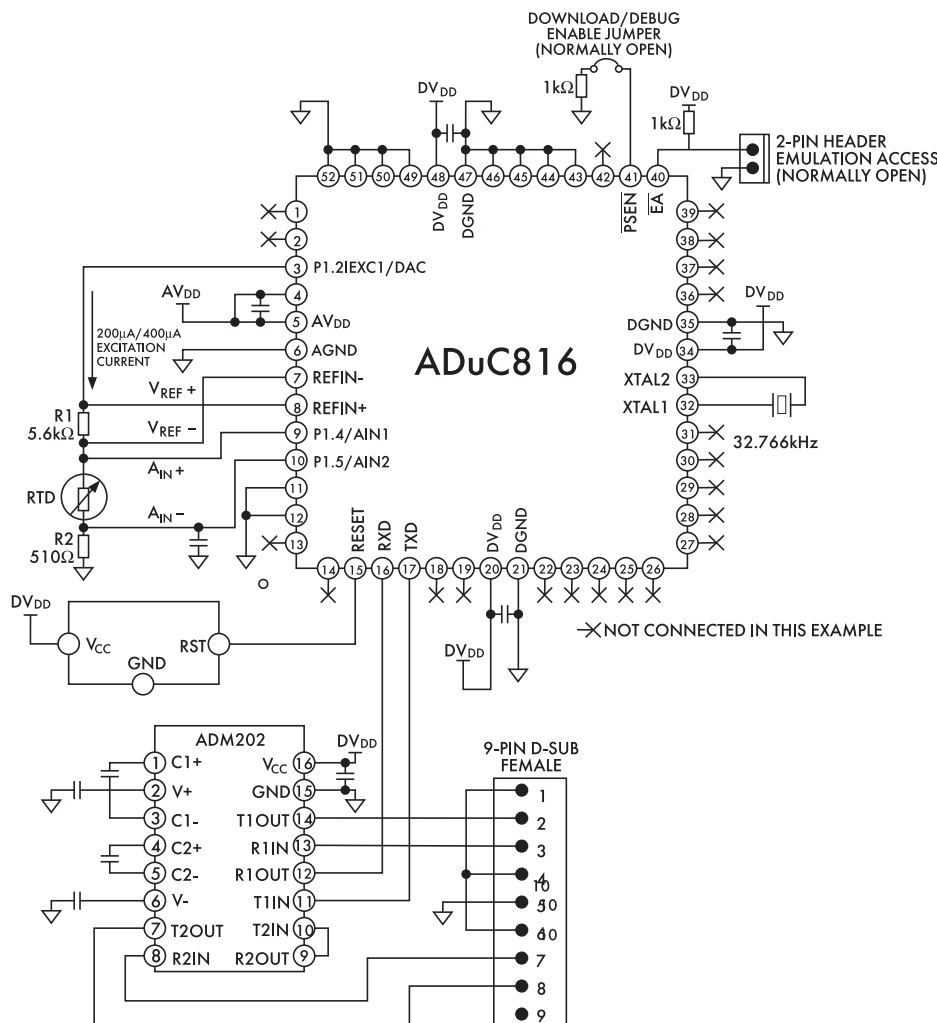 DOWNLOAD/DEBUG
ENABLE JUMPER
(NORMALLY OPEN)
1kΩ
DVDD
DVDD
1kΩ
2-PIN HEADER
EMULATION ACCESS
(NORMALLY OPEN)
52 51 50 49 48 47 46 45 44 43 42 41 40
DVDD
DGND
PSEN
EA
1
2
3 P1.2IEXC1/DAC
4
AVDD
5 AVDD
6 AGND
7 REFIN-
8 REFIN+
9 P1.4/AIN1
10 P1.5/AIN2
11
12
13
200µA/400µA
EXCITATION
CURRENT
VREF +
R1
5.6kΩ
VREF −
AIN +
RTD
AIN −
R2
510Ω
ADuC816
39
38
37
36
DVDD
DGND 35
DVDD 34
XTAL2 33
XTAL1 32
32.766kHz
31
30
29
28
27
RESET
RXD
TXD
DVDD
DGND
14 15 16 17 18 19 20 21 22 23 24 25 26
NOT CONNECTED IN THIS EXAMPLE
DVDD
DVDD
VCC
RST
GND
ADM202
DVDD
1 C1+
2 V+
3 C1-
4 C2+
5 C2-
6 V-
7 T2OUT
8 R2IN
VCC 16
GND 15
T1OUT 14
R1IN 13
R1OUT 12
T1IN 11
T2IN 10
R2OUT 9
9-PIN D-SUB
FEMALE
1
2
3
4
10
5 10
6 10
7
8
9